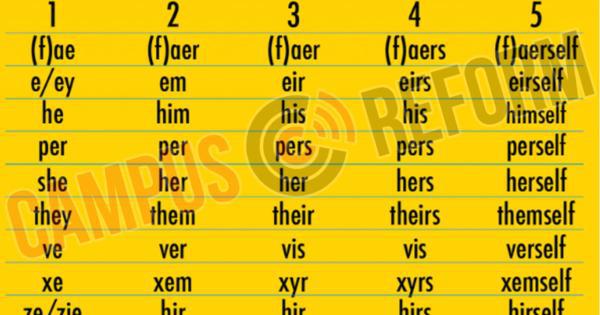 1 2 3 4 5
(f)ae (f)aer (f)aer (f)aers (f)aerself
e/ey em eir eirs eirself
he him his his himself
per per pers pers perself
she her her hers herself
they them their theirs themself
ve ver vis vis verself
xe xem xyr xyrs xemself
ze/zie hir hir hirs hirself
CAMPUS REFORM